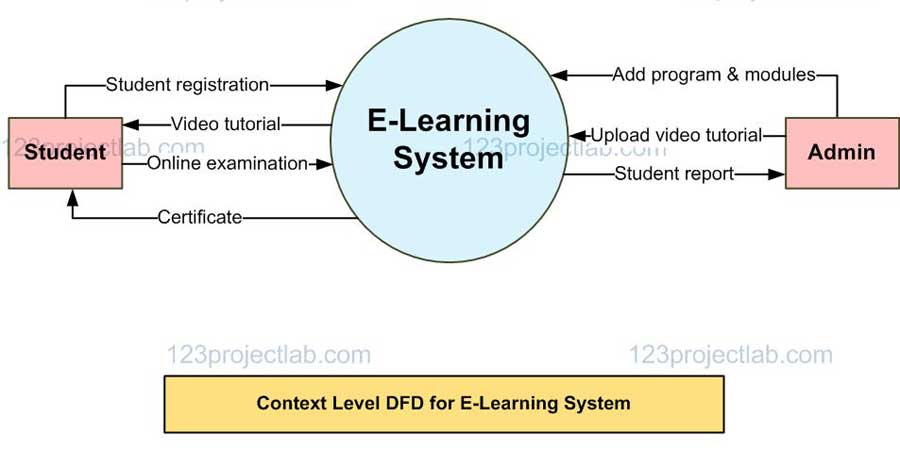 Student registration
Add program & modules
E-Learning
System
Video tutorial
Upload video tutorial
123projectlab.com
123projectlab.com
Student
Admin
Online examination
Student report
Certificate
123projectlab.com
123projectlab.com
Context Level DFD for E-Learning System